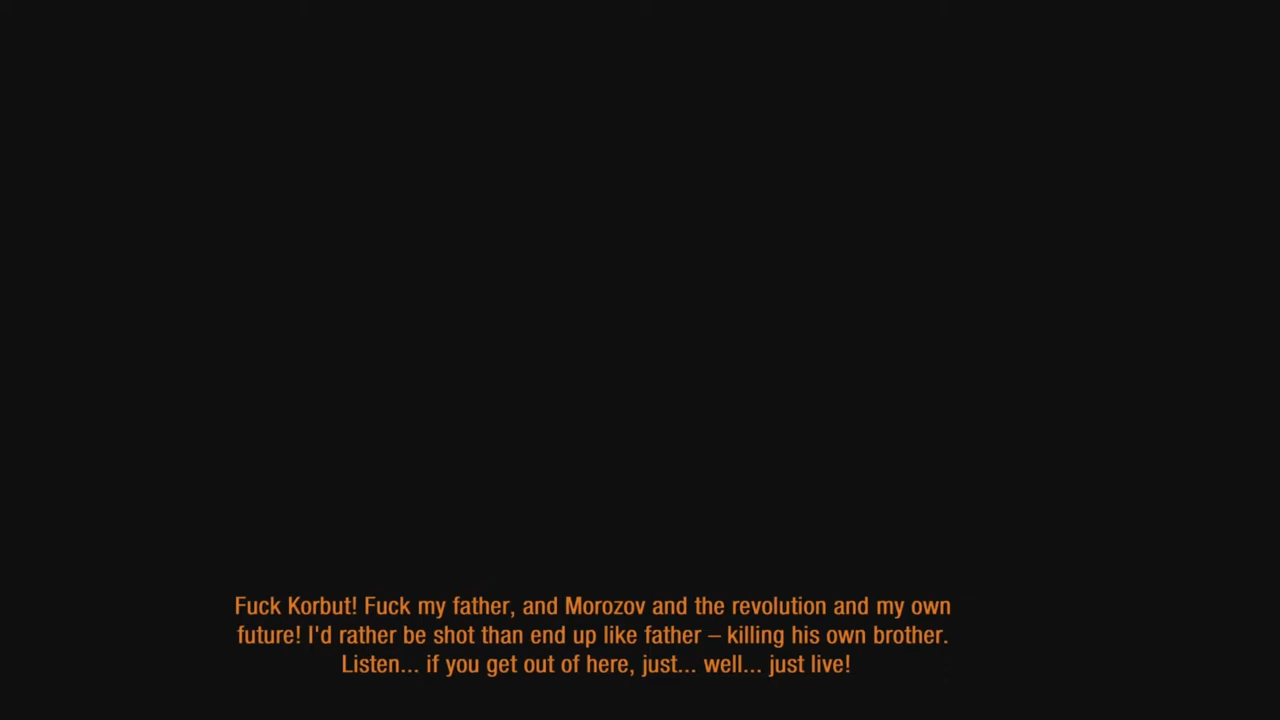 Fuck Korbut! Fuck my father, and Morozov and the revolution and my own
future! I'd rather be shot than end up like father – killing his own brother.
Listen... if you get out of here, just... well... just live!